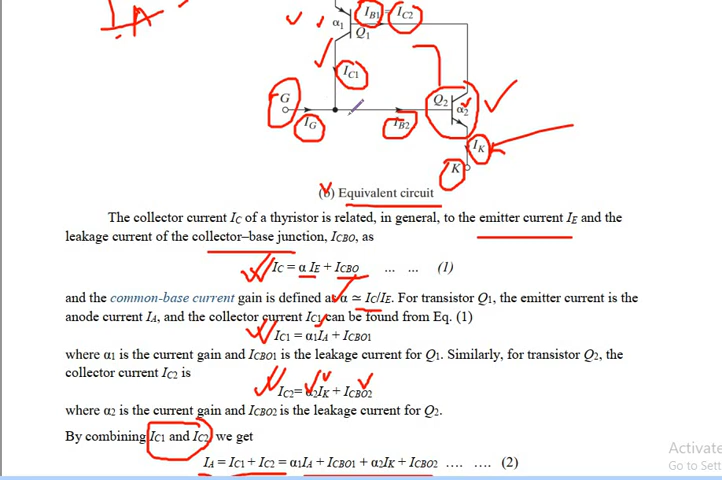 I A
α1
IB1 = IC2
Q1
IC1
G
IG
IB2
Q2
α2
IK
K
(b) Equivalent circuit
The collector current IC of a thyristor is related, in general, to the emitter current IE and the
leakage current of the collector–base junction, ICBO, as
IC = α IE + ICBO ... ... (1)
and the common-base current gain is defined as α ≃ IC/IE. For transistor Q1, the emitter current is the
anode current IA, and the collector current IC1 can be found from Eq. (1)
IC1 = α1IA + ICBO1
where α1 is the current gain and ICBO1 is the leakage current for Q1. Similarly, for transistor Q2, the
collector current IC2 is
IC2= α2IK + ICBO2
where α2 is the current gain and ICBO2 is the leakage current for Q2.
By combining IC1 and IC2, we get
IA = IC1 + IC2 = α1IA + ICBO1 + α2IK + ICBO2 .... .... (2)
Activate
Go to Sett